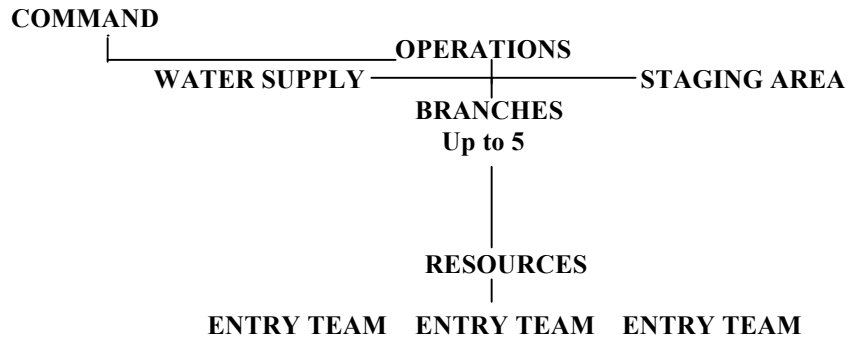 COMMAND
OPERATIONS
WATER SUPPLY STAGING AREA
BRANCHES
Up to 5
RESOURCES
ENTRY TEAM ENTRY TEAM ENTRY TEAM